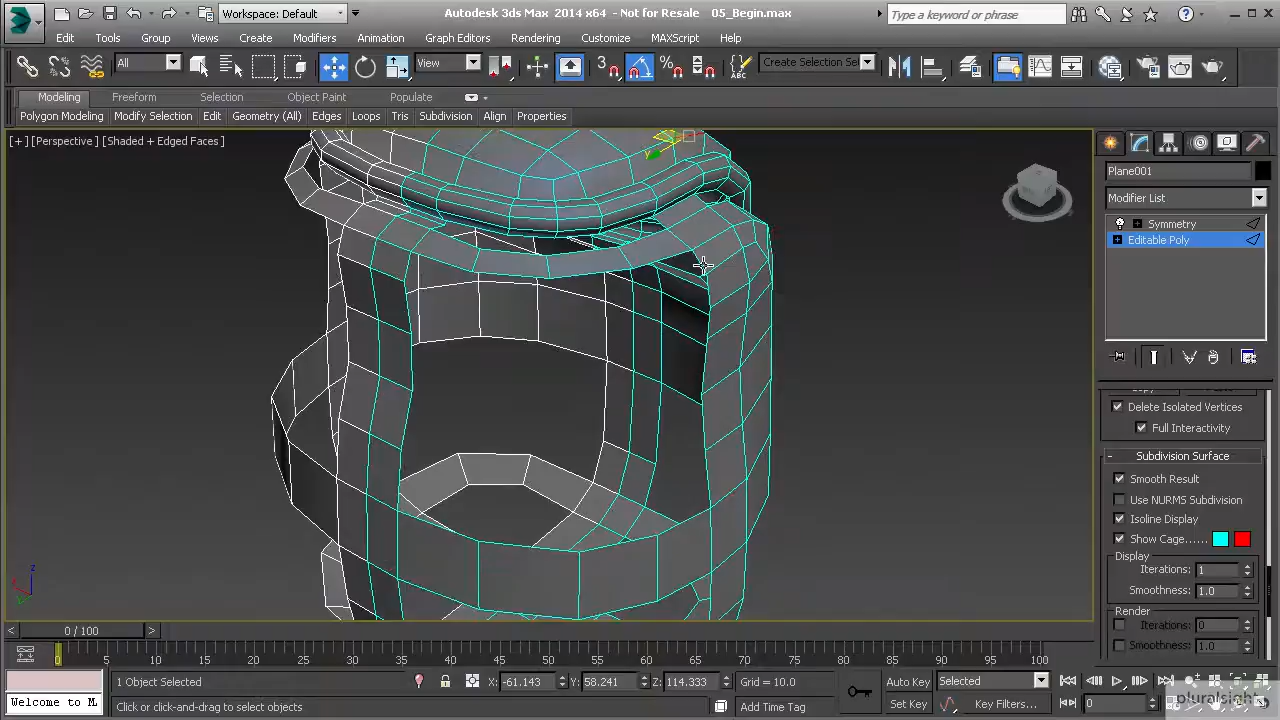 Workspace: Default
Autodesk 3ds Max 2014 x64 - Not for Resale 05_Begin.max
Type a keyword or phrase
Edit Tools Group Views Create Modifiers Animation Graph Editors Rendering Customize MAXScript Help
All View 3 Create Selection Se
Modeling Freeform Selection Object Paint Populate
Polygon Modeling Modify Selection Edit Geometry (All) Edges Loops Tris Subdivision Align Properties
[+] [Perspective] [Shaded + Edged Faces]
Plane001
Modifier List
Symmetry
Editable Poly
Delete Isolated Vertices
Full Interactivity
Subdivision Surface
Smooth Result
Use NURMS Subdivision
Isoline Display
Show Cage......
Display
Iterations: 1
Smoothness: 1.0
Render
Iterations: 0
Smoothness: 1.0
0 / 100
0 5 10 15 20 25 30 35 40 45 50 55 60 65 70 75 80 85 90 95 100
1 Object Selected X: -61.143 Y: 58.241 Z: 114.333 Grid = 10.0 Auto Key Selected
Welcome to M. Click or click-and-drag to select objects Add Time Tag Set Key Key Filters... 0
pluralsight